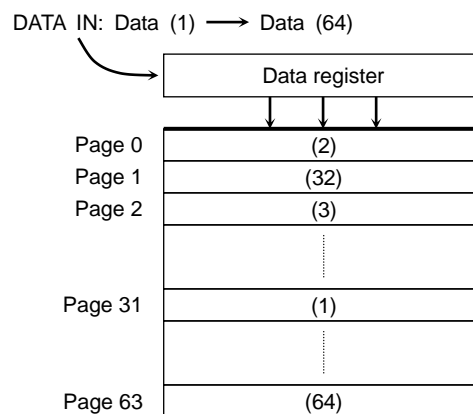 DATA IN: Data (1) ⟶ Data (64)
Data register
Page 0 (2)
Page 1 (32)
Page 2 (3)
Page 31 (1)
Page 63 (64)